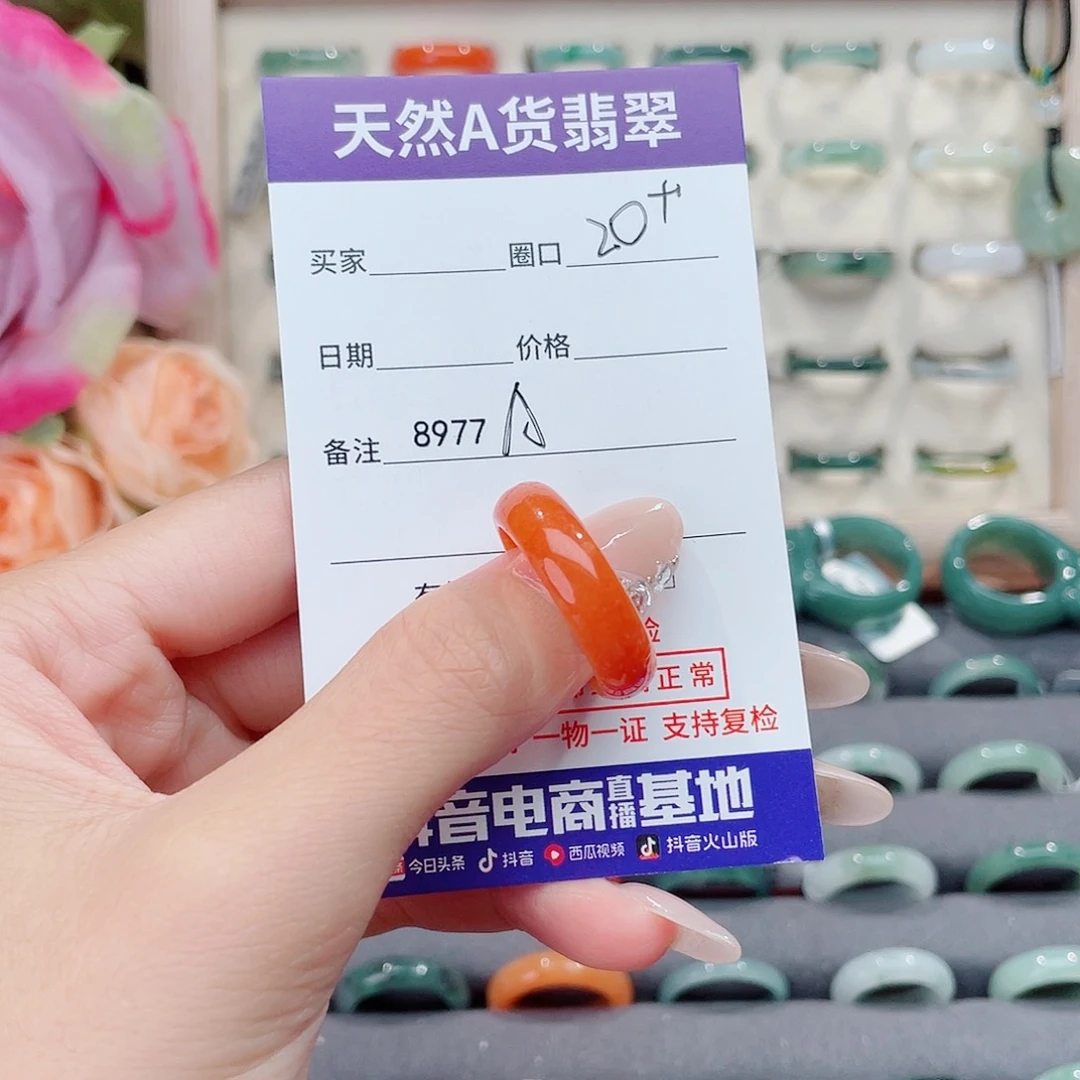 天然A货翡翠
买家 圈口 20+
日期 价格
备注 8977 A
检
正常
一物一证 支持复检
音电商直播基地
今日头条 抖音 西瓜视频 抖音火山版